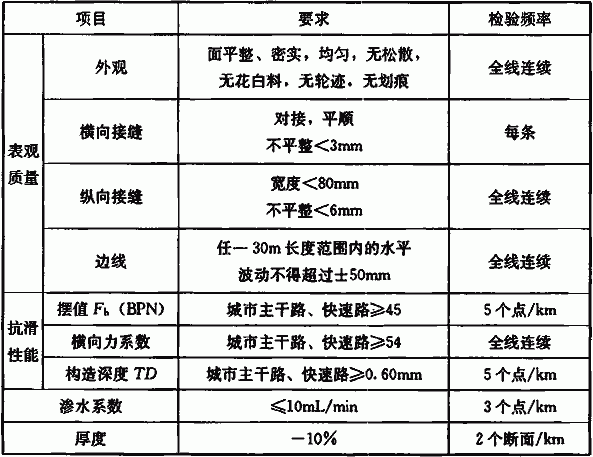 项目 要求 检验频率
表观质量
外观 面平整、密实，均匀，无松散，无花白料，无轮迹，无划痕 全线连续
横向接缝 对接，平顺 不平整<3mm 每条
纵向接缝 宽度<80mm 不平整<6mm 全线连续
边线 任一30m长度范围内的水平波动不得超过±50mm 全线连续
抗滑性能
摆值 Fb（BPN） 城市主干路、快速路≥45 5个点/km
横向力系数 城市主干路、快速路≥54 全线连续
构造深度 TD 城市主干路、快速路≥0.60mm 5个点/km
渗水系数 ≤10mL/min 3个点/km
厚度 －10% 2个断面/km